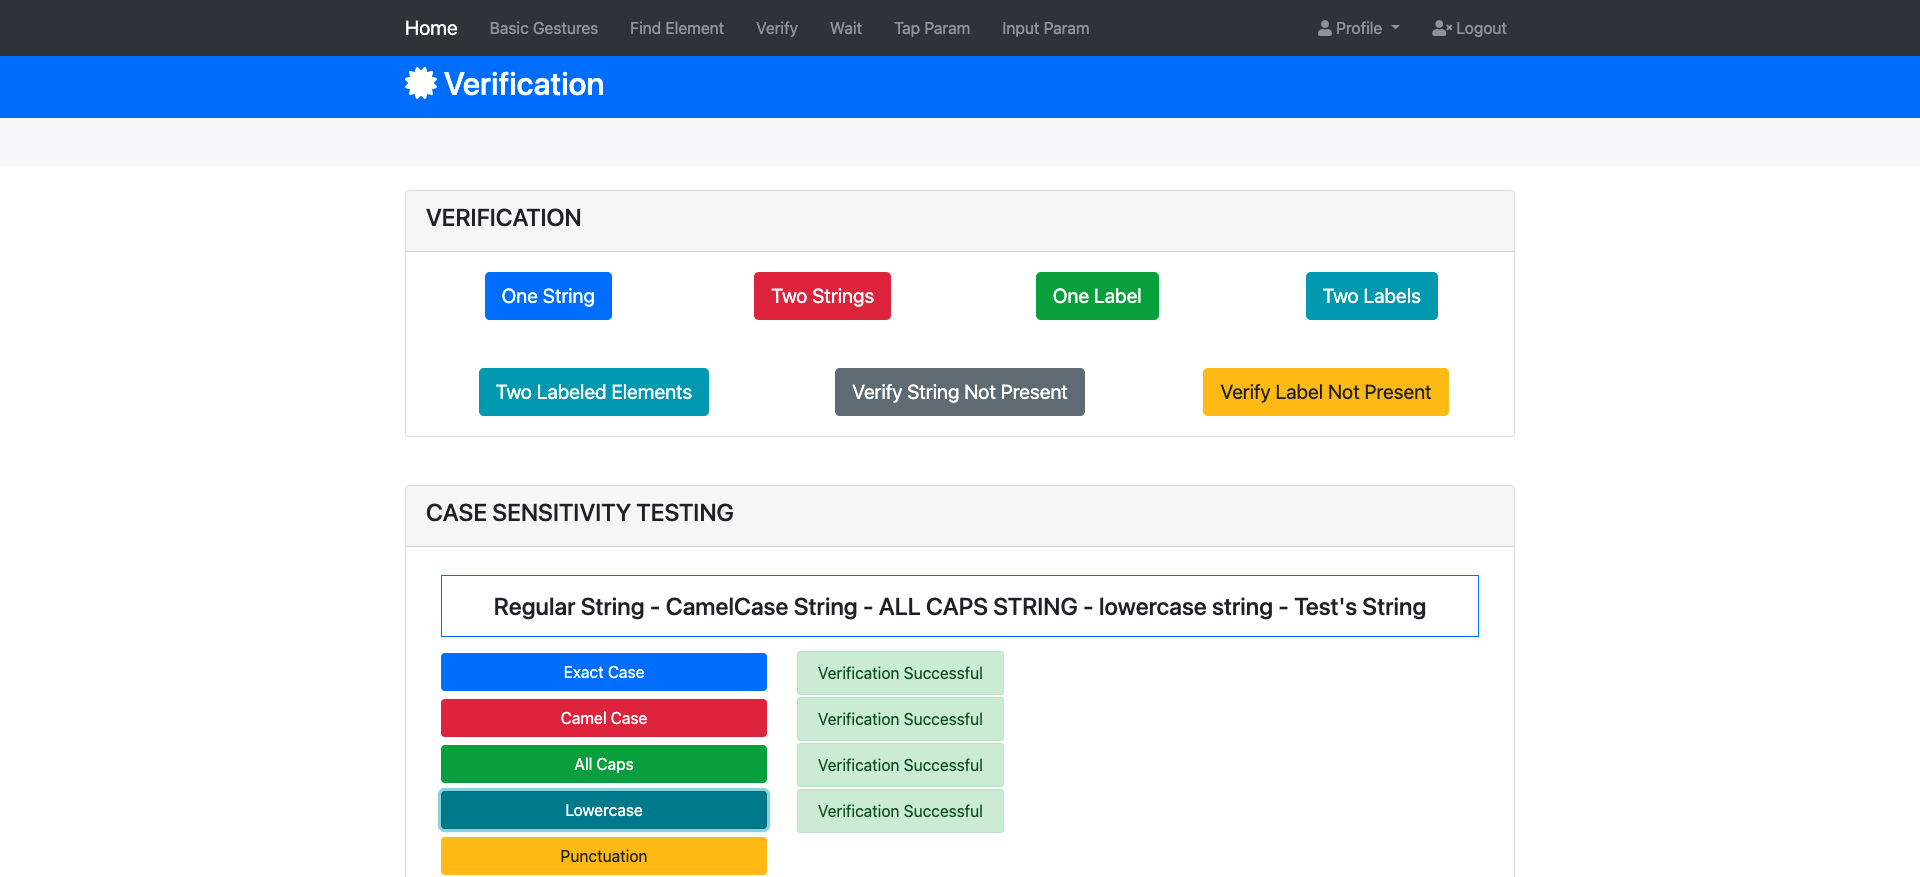 Home Basic Gestures Find Element Verify Wait Tap Param Input Param Profile Logout
Verification
VERIFICATION
One String Two Strings One Label Two Labels
Two Labeled Elements Verify String Not Present Verify Label Not Present
CASE SENSITIVITY TESTING
Regular String - CamelCase String - ALL CAPS STRING - lowercase string - Test's String
Exact Case Verification Successful
Camel Case Verification Successful
All Caps Verification Successful
Lowercase Verification Successful
Punctuation